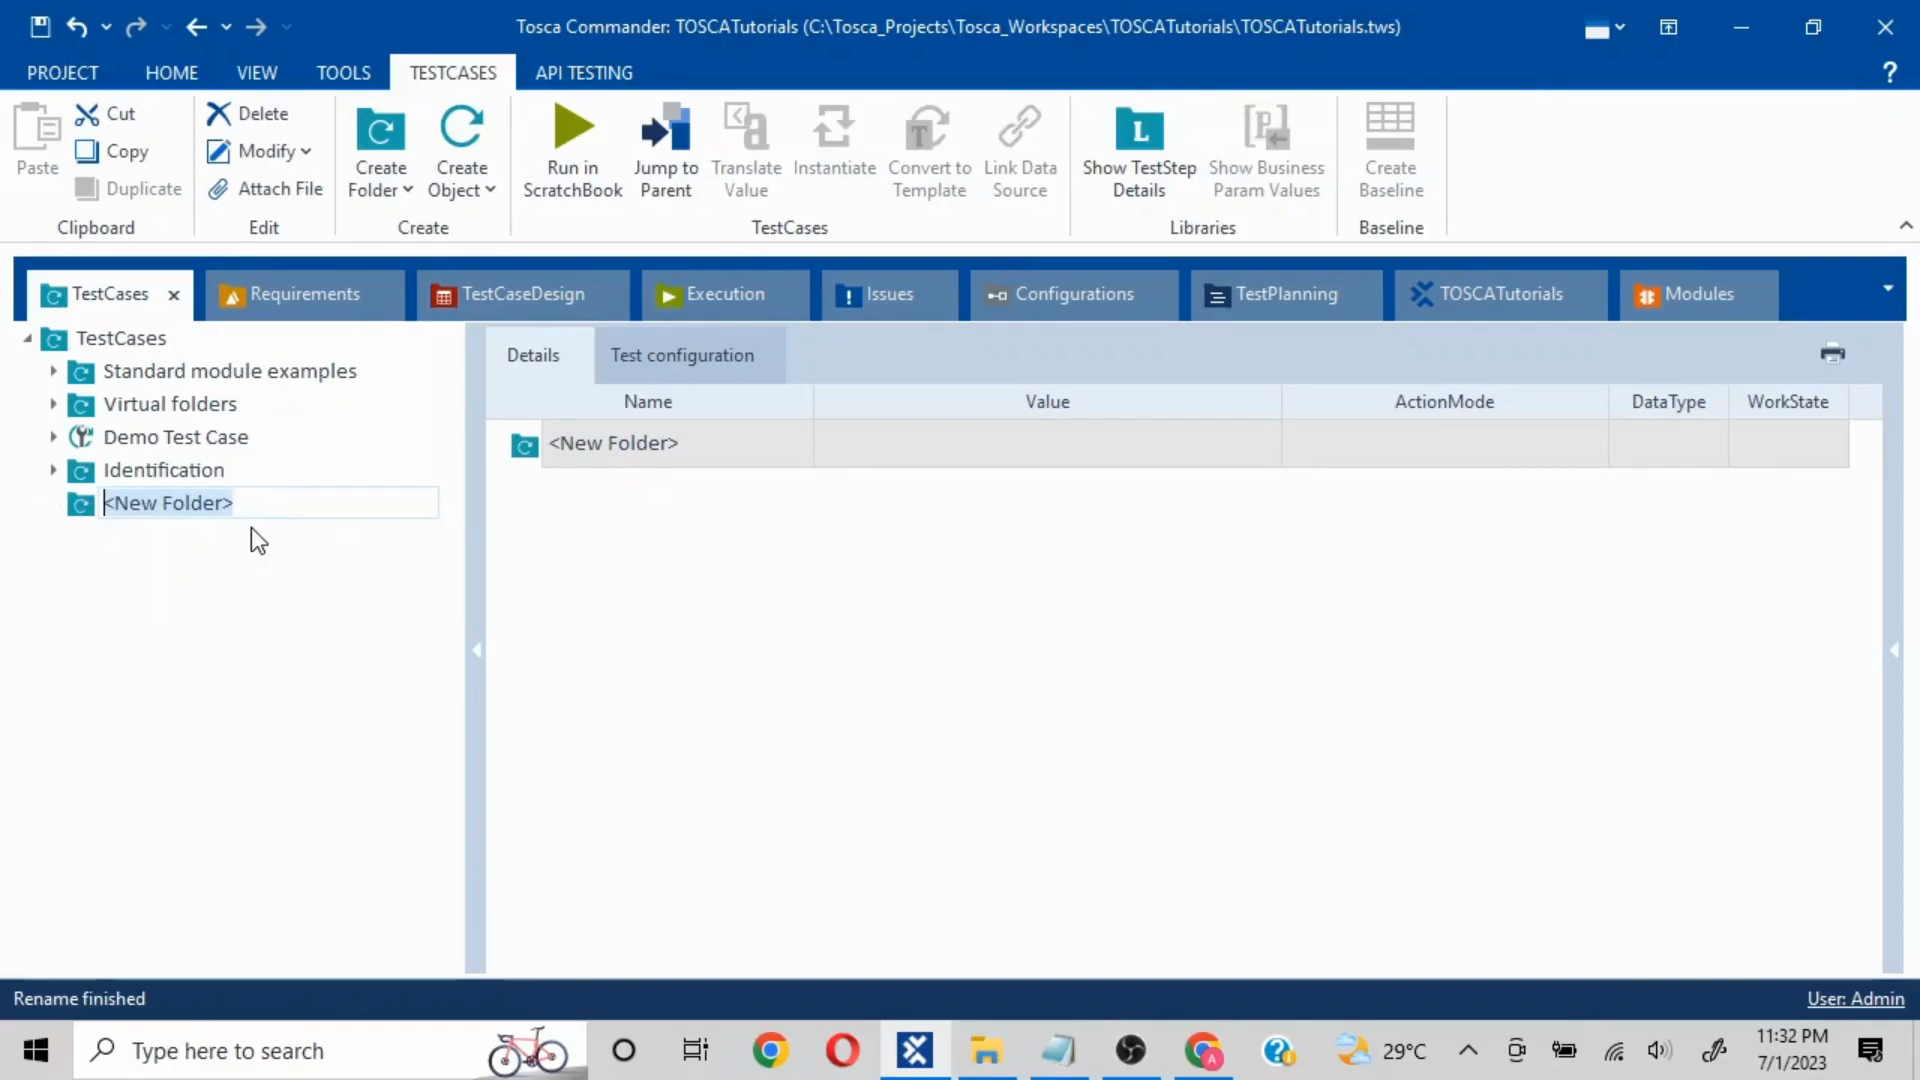 Tosca Commander: TOSCATutorials (C:\Tosca_Projects\Tosca_Workspaces\TOSCATutorials\TOSCATutorials.tws)
PROJECT HOME VIEW TOOLS TESTCASES API TESTING ?
Paste Cut Copy Duplicate
Clipboard
Delete Modify Attach File
Edit
Create Folder Create Object
Create
Run in ScratchBook Jump to Parent Translate Value Instantiate Convert to Template Link Data Source
TestCases
Show TestStep Details Show Business Param Values
Libraries
Create Baseline
Baseline
TestCases Requirements TestCaseDesign Execution Issues Configurations TestPlanning TOSCATutorials Modules
TestCases
Standard module examples
Virtual folders
Demo Test Case
Identification
<New Folder>
Details Test configuration
Name Value ActionMode DataType WorkState
<New Folder>
Rename finished User: Admin
Type here to search 29°C 11:32 PM
7/1/2023